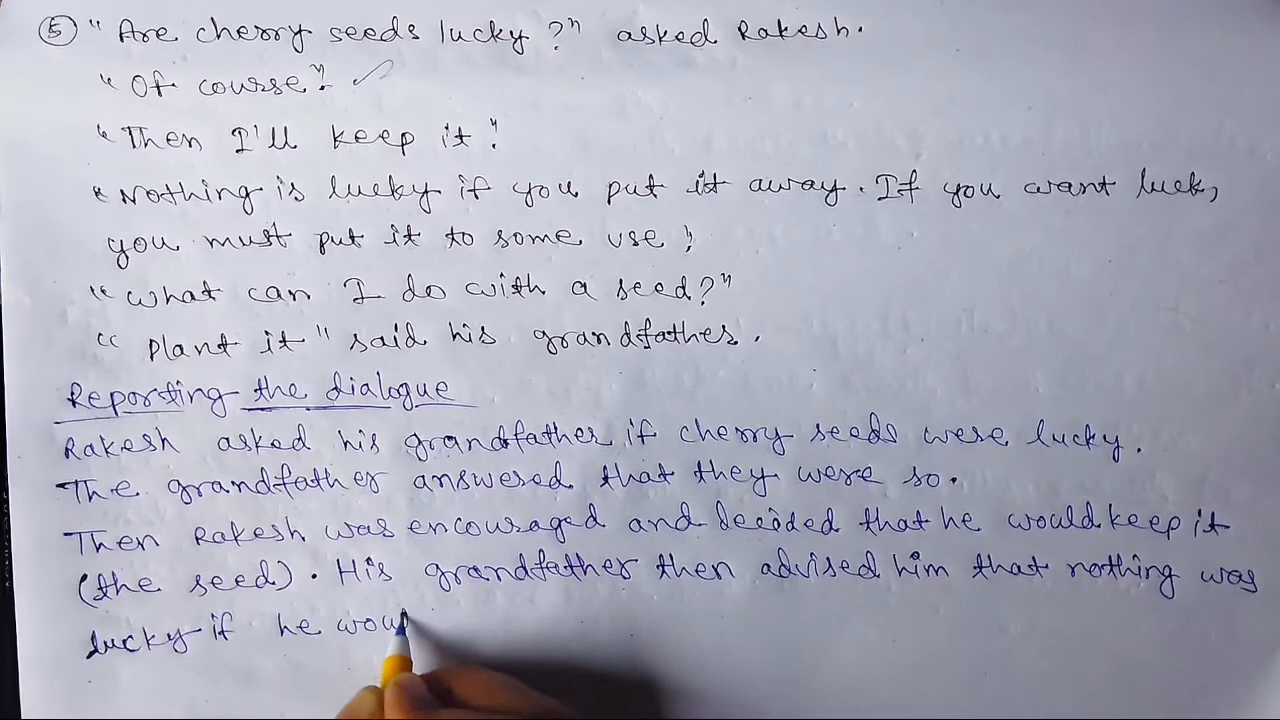 ⑤ "Are cherry seeds lucky?" asked Rakesh.
"Of course".
"Then I'll keep it".
"Nothing is lucky if you put it away. If you want luck,
you must put it to some use".
"What can I do with a seed?"
"Plant it" said his grandfather.
Reporting the dialogue
Rakesh asked his grandfather if cherry seeds were lucky.
The grandfather answered that they were so.
Then Rakesh was encouraged and decided that he would keep it
(the seed). His grandfather then advised him that nothing was
lucky if he wou